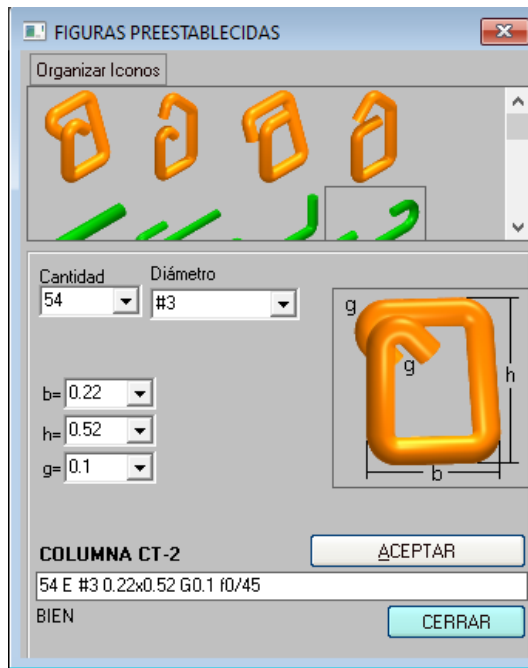 FIGURAS PREESTABLECIDAS
Organizar Iconos
Cantidad Diámetro
54 #3
g
g
h
b
b= 0.22
h= 0.52
g= 0.1
COLUMNA CT-2
ACEPTAR
54 E #3 0.22x0.52 G0.1 f0/45
BIEN
CERRAR